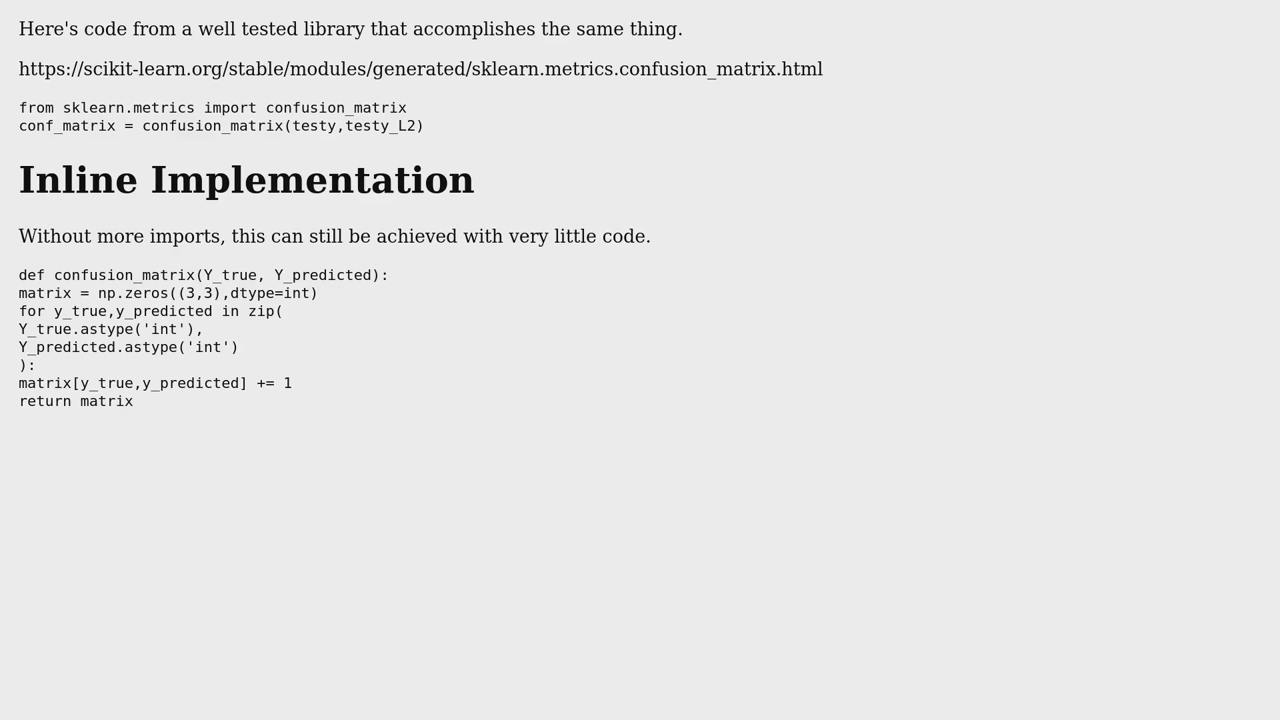 Here's code from a well tested library that accomplishes the same thing.
https://scikit-learn.org/stable/modules/generated/sklearn.metrics.confusion_matrix.html
from sklearn.metrics import confusion_matrix
conf_matrix = confusion_matrix(testy,testy_L2)
Inline Implementation
Without more imports, this can still be achieved with very little code.
def confusion_matrix(Y_true, Y_predicted):
matrix = np.zeros((3,3),dtype=int)
for y_true,y_predicted in zip(
Y_true.astype('int'),
Y_predicted.astype('int')
):
matrix[y_true,y_predicted] += 1
return matrix